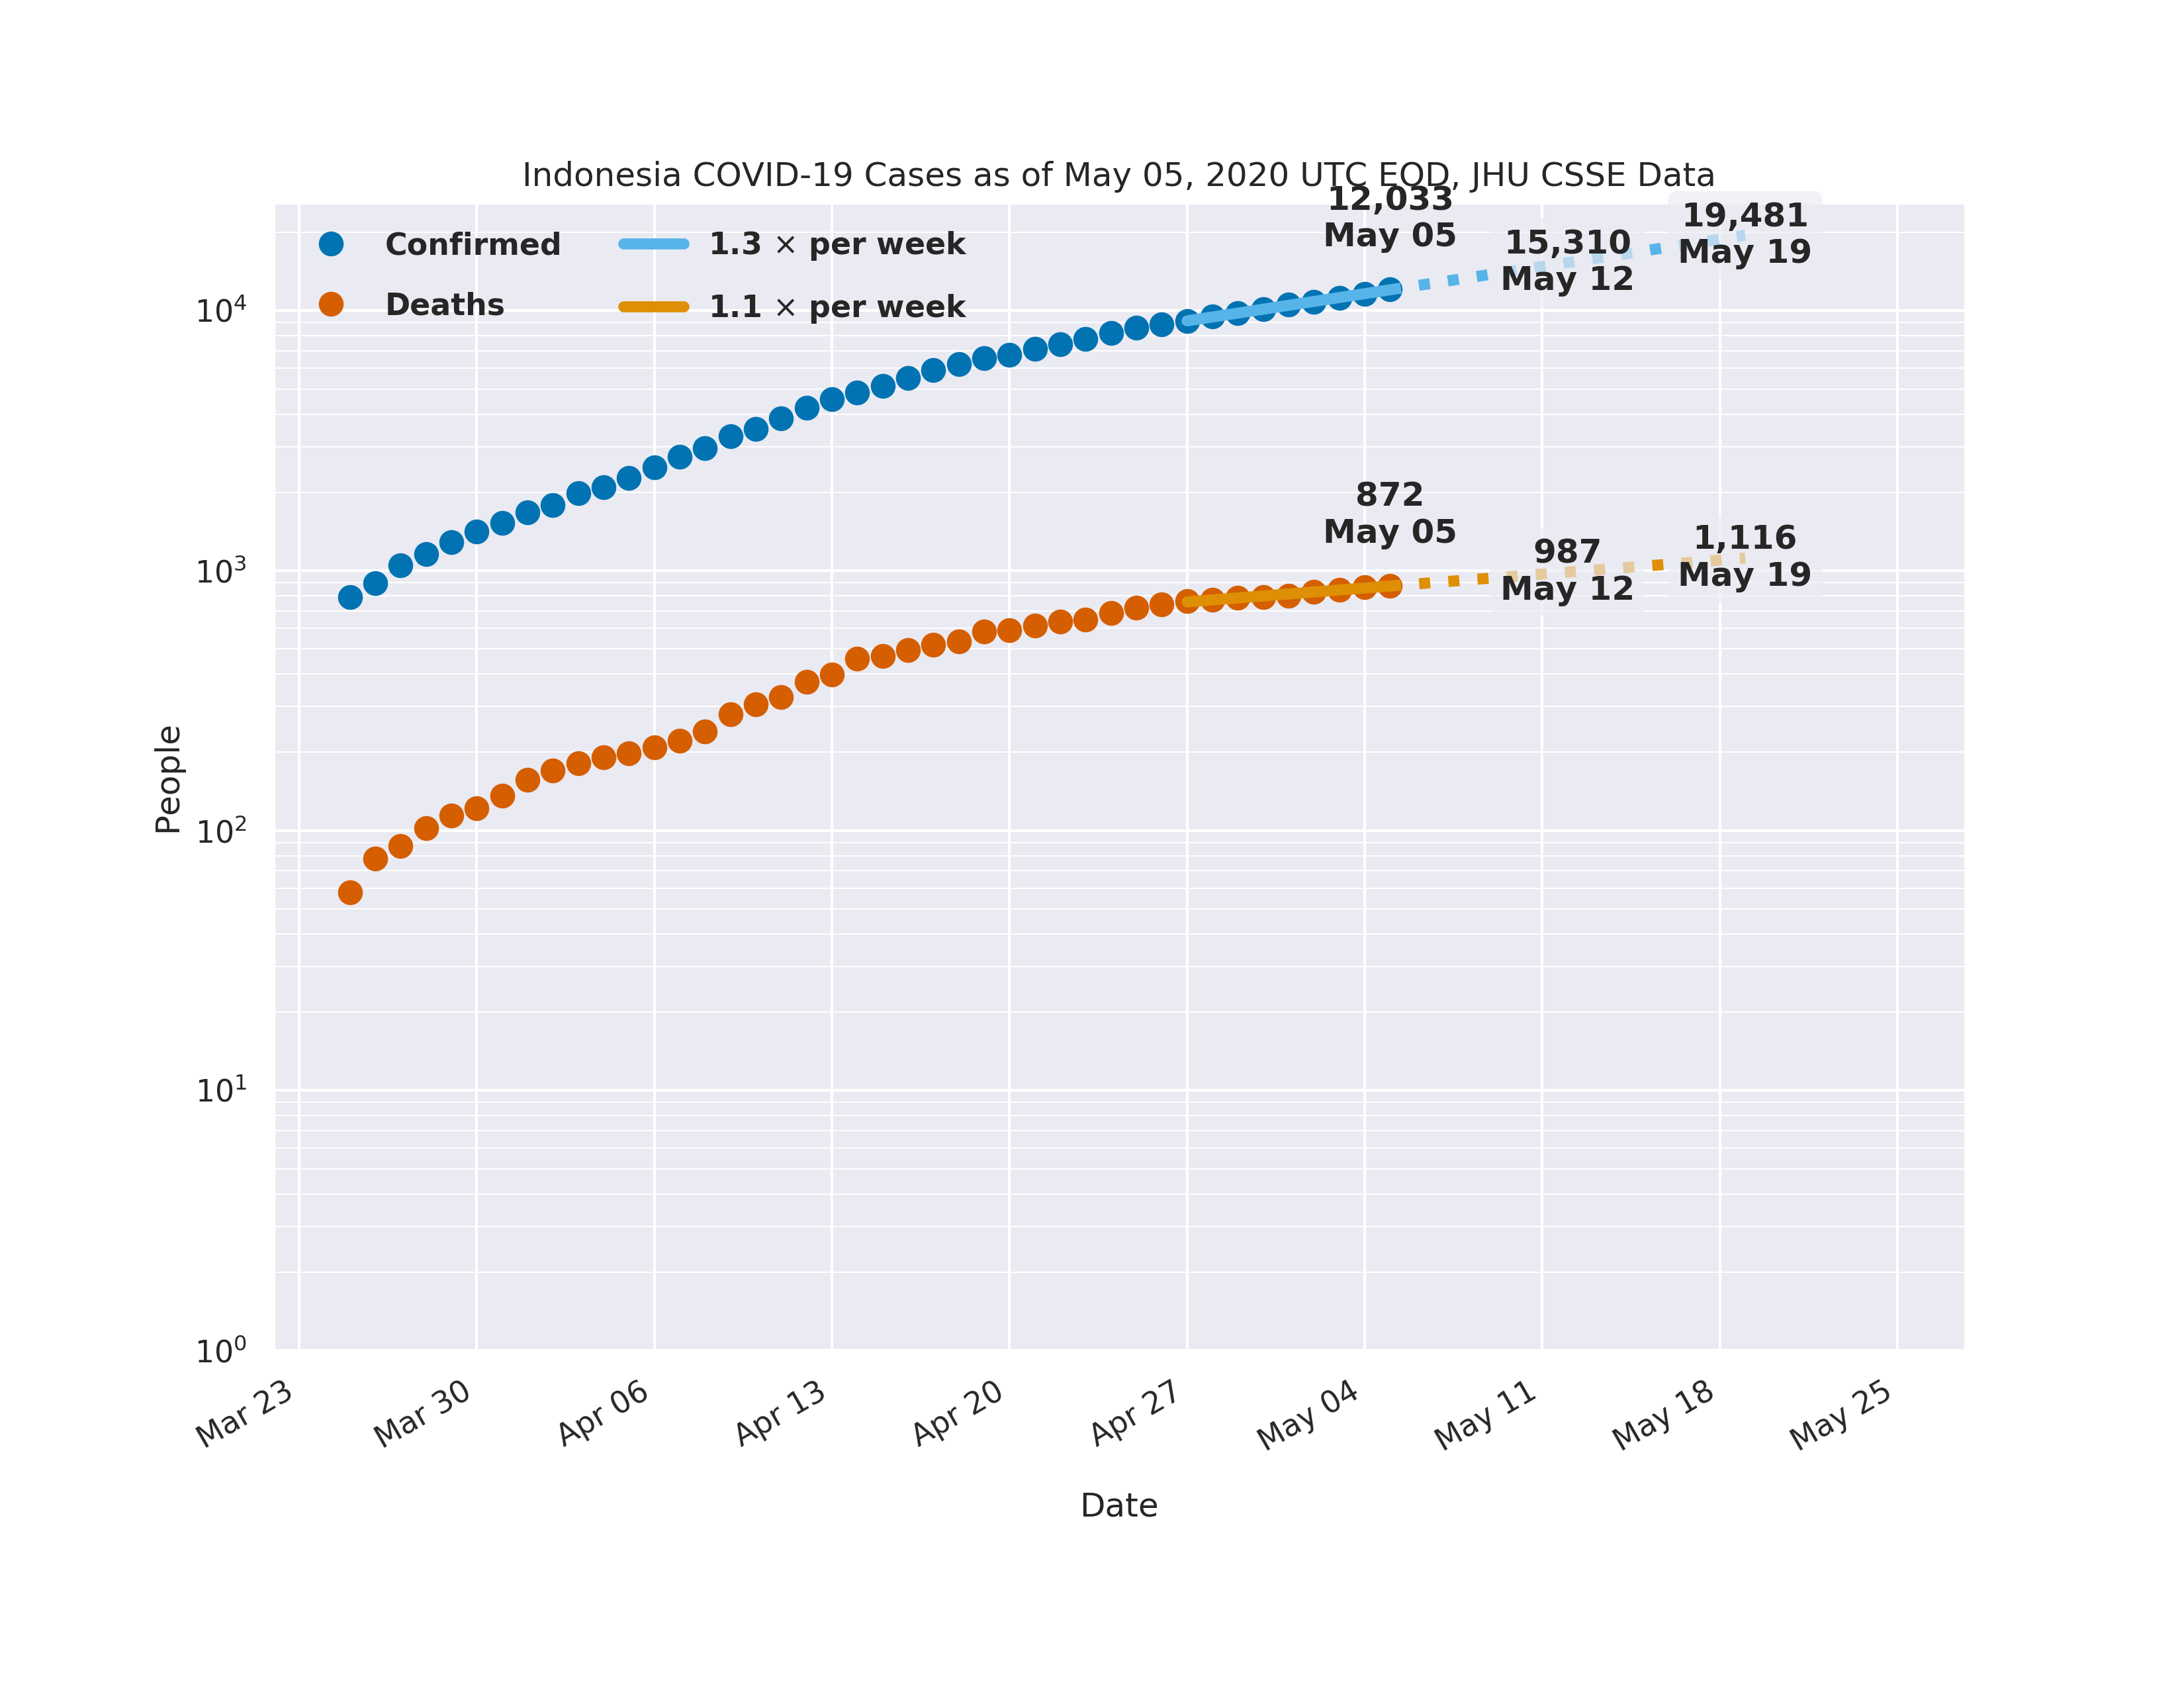 Indonesia COVID-19 Cases as of May 05, 2020 UTC EOD, JHU CSSE Data
Confirmed
Deaths
1.3 × per week
1.1 × per week
12,033
May 05
15,310
May 12
19,481
May 19
872
May 05
987
May 12
1,116
May 19
People
10⁴
10³
10²
10¹
10⁰
Mar 23
Mar 30
Apr 06
Apr 13
Apr 20
Apr 27
May 04
May 11
May 18
May 25
Date